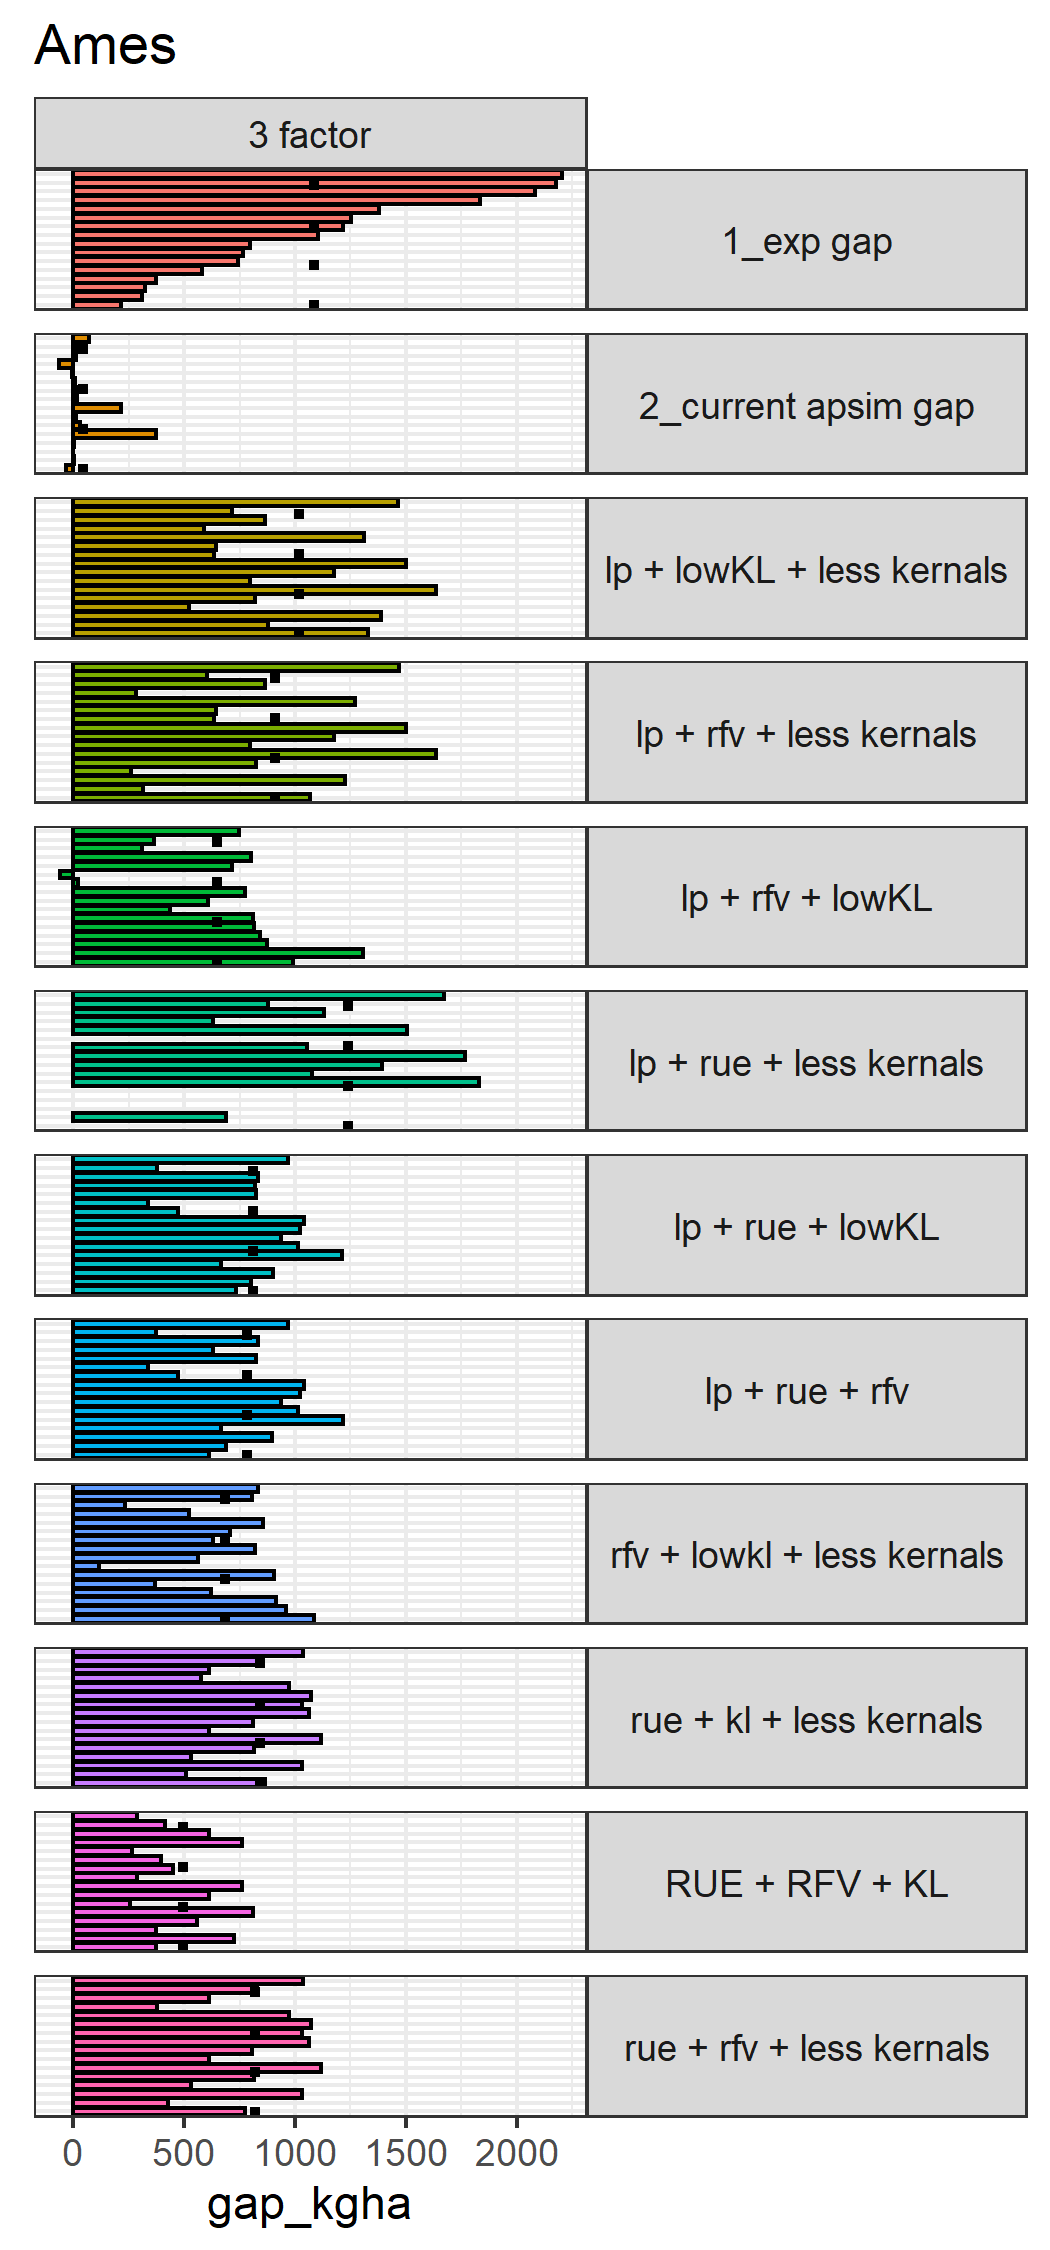 Ames
3 factor
1_exp gap
2_current apsim gap
lp + lowKL + less kernals
lp + rfv + less kernals
lp + rfv + lowKL
lp + rue + less kernals
lp + rue + lowKL
lp + rue + rfv
rfv + lowkl + less kernals
rue + kl + less kernals
RUE + RFV + KL
rue + rfv + less kernals
0 500 1000 1500 2000
gap_kgha